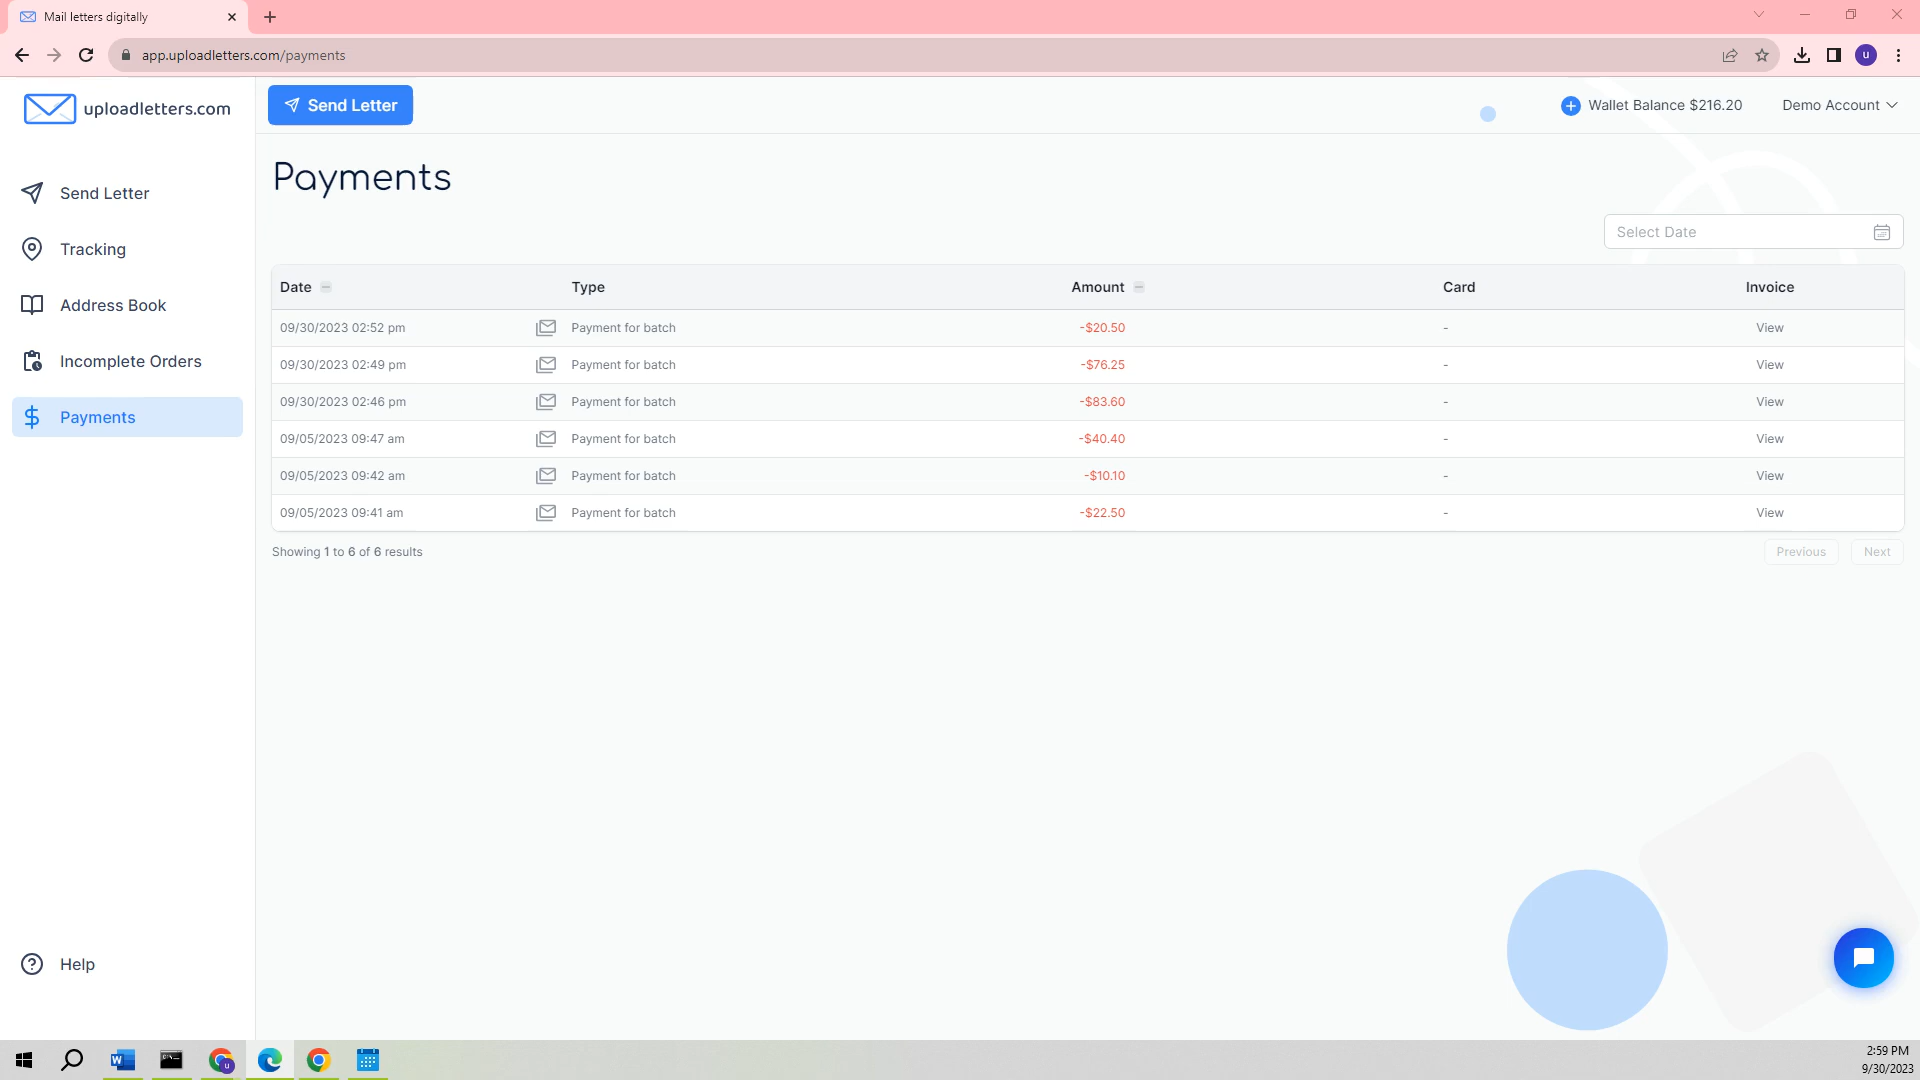 Mail letters digitally
app.uploadletters.com/payments
u
uploadletters.com
Send Letter
Wallet Balance $216.20
Demo Account
Payments
Send Letter
Tracking
Address Book
Incomplete Orders
Payments
Help
Select Date
Date Type Amount Card Invoice
09/30/2023 02:52 pm Payment for batch -$20.50 - View
09/30/2023 02:49 pm Payment for batch -$76.25 - View
09/30/2023 02:46 pm Payment for batch -$83.60 - View
09/05/2023 09:47 am Payment for batch -$40.40 - View
09/05/2023 09:42 am Payment for batch -$10.10 - View
09/05/2023 09:41 am Payment for batch -$22.50 - View
Showing 1 to 6 of 6 results
Previous Next
2:59 PM
9/30/2023